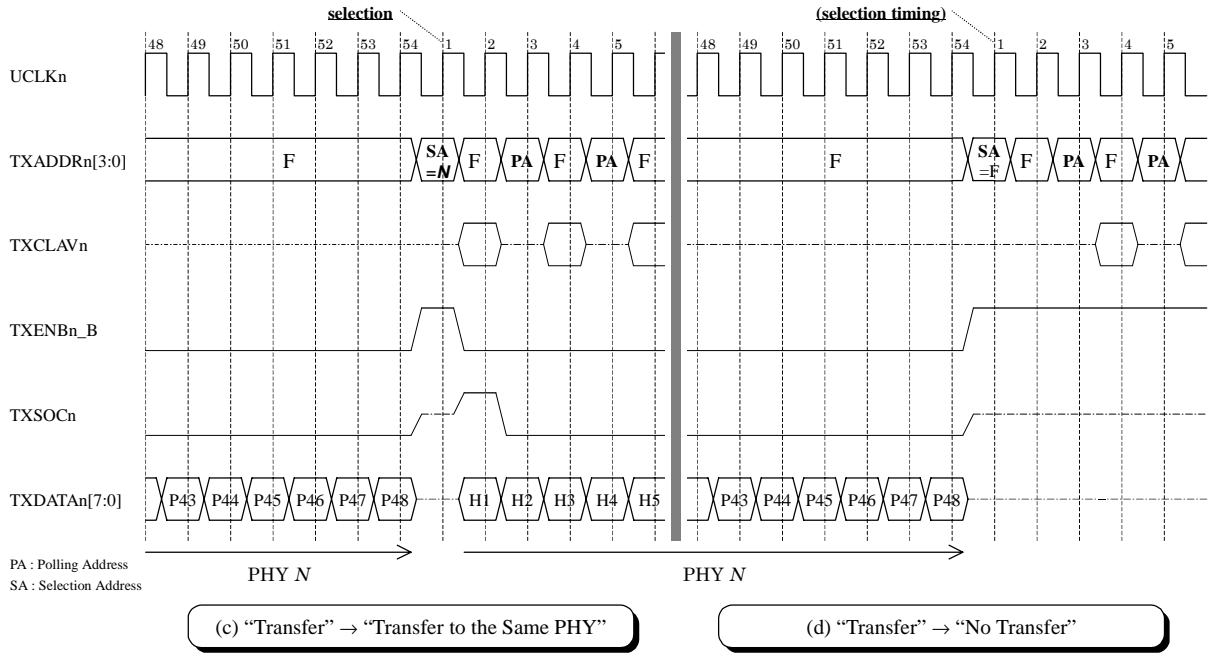 selection (selection timing)
48 49 50 51 52 53 54 1 2 3 4 5 48 49 50 51 52 53 54 1 2 3 4 5
UCLKn
TXADDRn[3:0] F SA =N F PA F PA F F SA =F F PA F PA
TXCLAVn
TXENBn_B
TXSOCn
TXDATAn[7:0] P43 P44 P45 P46 P47 P48 H1 H2 H3 H4 H5 P43 P44 P45 P46 P47 P48
PA : Polling Address
SA : Selection Address
PHY N PHY N
(c) “Transfer” → “Transfer to the Same PHY” (d) “Transfer” → “No Transfer”